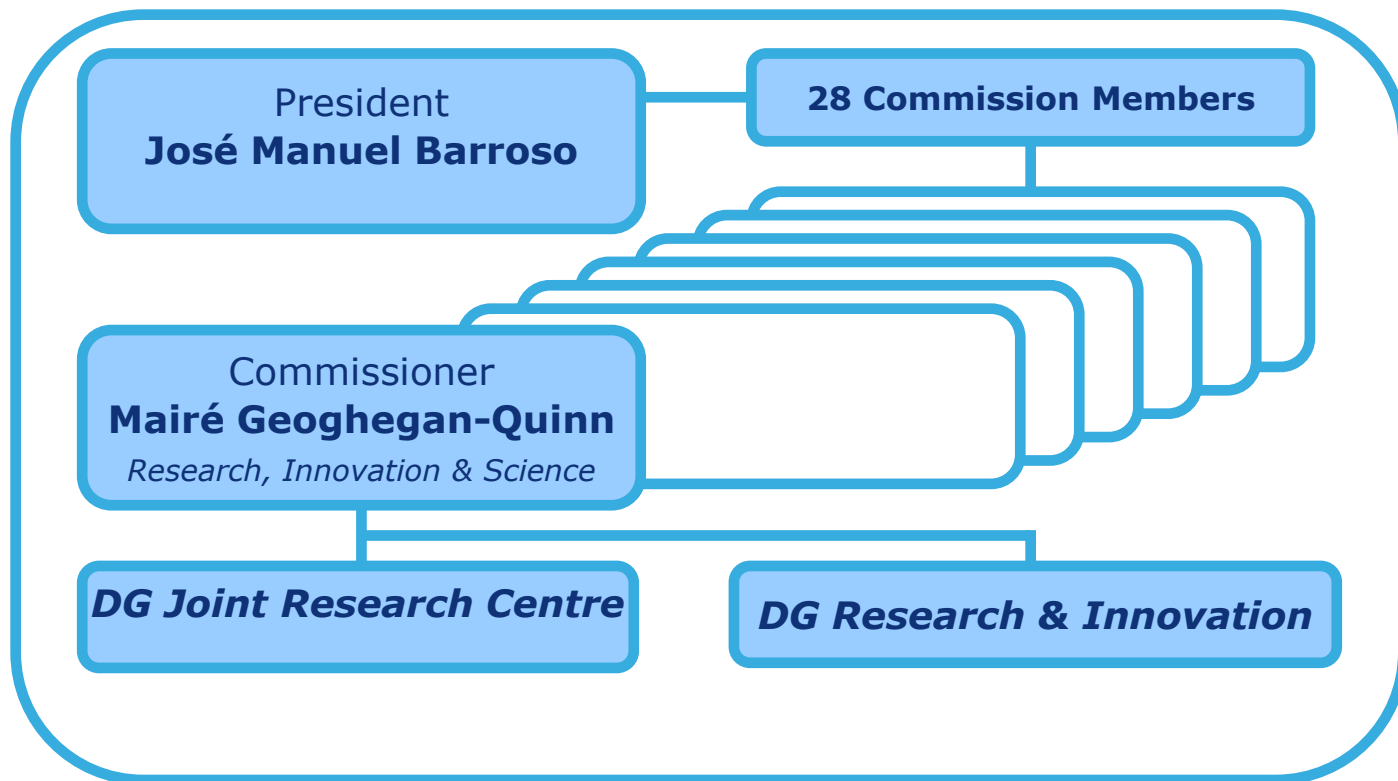 President
José Manuel Barroso
28 Commission Members
Commissioner
Mairé Geoghegan-Quinn
Research, Innovation & Science
DG Joint Research Centre
DG Research & Innovation